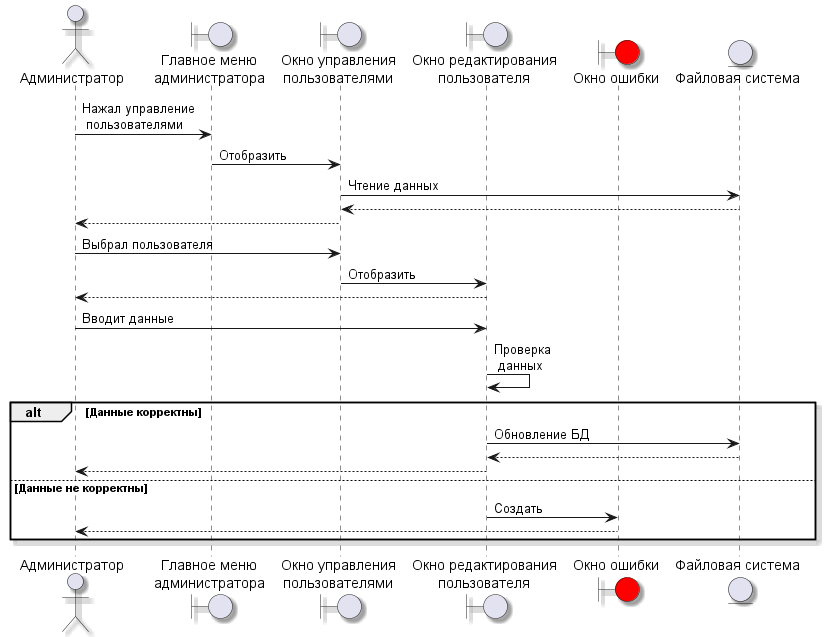 Администратор
Главное меню
администратора
Окно управления
пользователями
Окно редактирования
пользователя
Окно ошибки
Файловая система
Нажал управление
пользователями
Отобразить
Чтение данных
Выбрал пользователя
Отобразить
Вводит данные
Проверка
данных
alt
[Данные корректны]
Обновление БД
[Данные не корректны]
Создать
Администратор
Главное меню
администратора
Окно управления
пользователями
Окно редактирования
пользователя
Окно ошибки
Файловая система